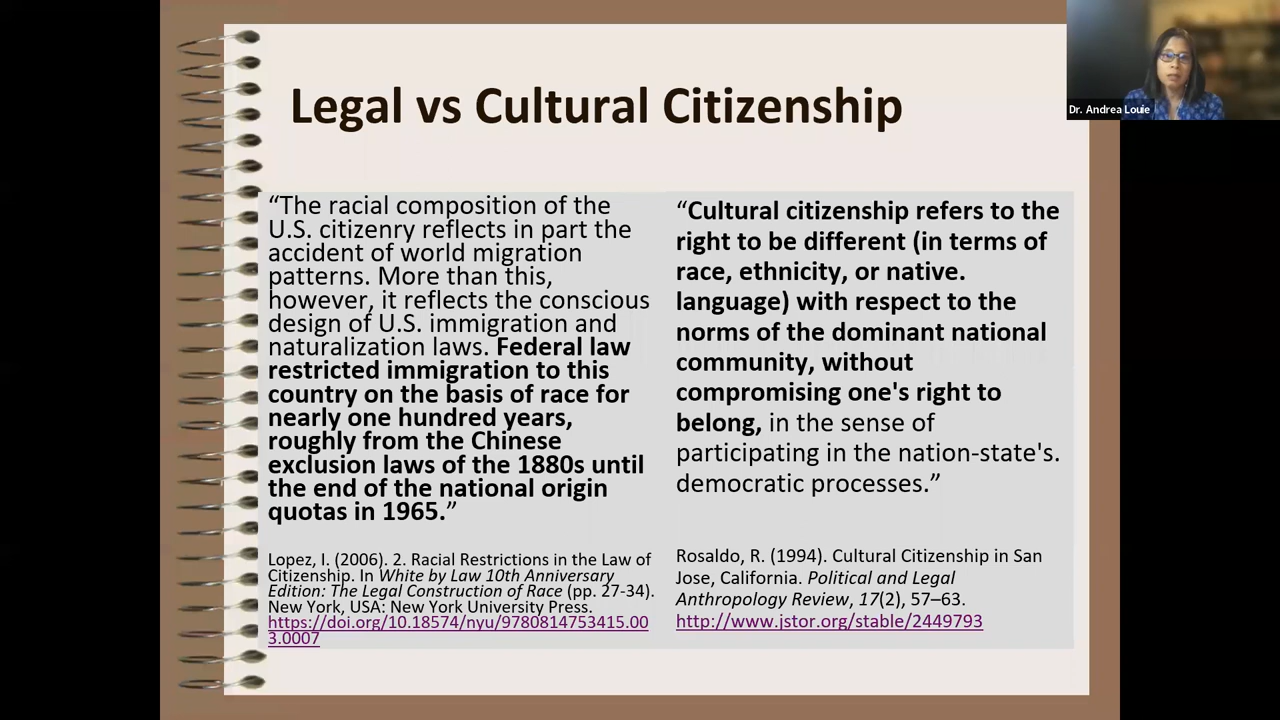 Legal vs Cultural Citizenship
Dr. Andrea Louie
“The racial composition of the
U.S. citizenry reflects in part the
accident of world migration
patterns. More than this,
however, it reflects the conscious
design of U.S. immigration and
naturalization laws. Federal law
restricted immigration to this
country on the basis of race for
nearly one hundred years,
roughly from the Chinese
exclusion laws of the 1880s until
the end of the national origin
quotas in 1965.”
Lopez, I. (2006). 2. Racial Restrictions in the Law of
Citizenship. In White by Law 10th Anniversary
Edition: The Legal Construction of Race (pp. 27-34).
New York, USA: New York University Press.
https://doi.org/10.18574/nyu/9780814753415.00
3.0007
“Cultural citizenship refers to the
right to be different (in terms of
race, ethnicity, or native.
language) with respect to the
norms of the dominant national
community, without
compromising one's right to
belong, in the sense of
participating in the nation-state's.
democratic processes.”
Rosaldo, R. (1994). Cultural Citizenship in San
Jose, California. Political and Legal
Anthropology Review, 17(2), 57–63.
http://www.jstor.org/stable/2449793